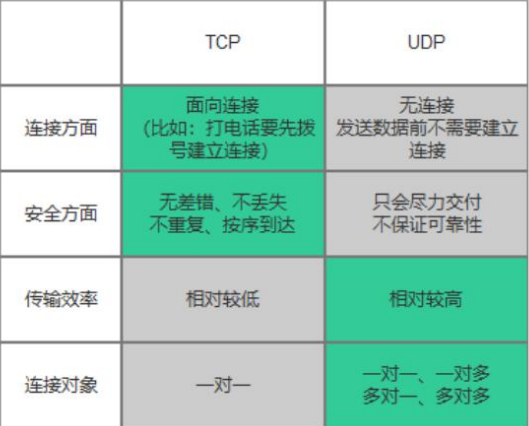 TCP
UDP
连接方面
面向连接
(比如：打电话要先拨
号建立连接)
无连接
发送数据前不需要建立
连接
安全方面
无差错、不丢失
不重复、按序到达
只会尽力交付
不保证可靠性
传输效率
相对较低
相对较高
连接对象
一对一
一对一、一对多
多对一、多对多